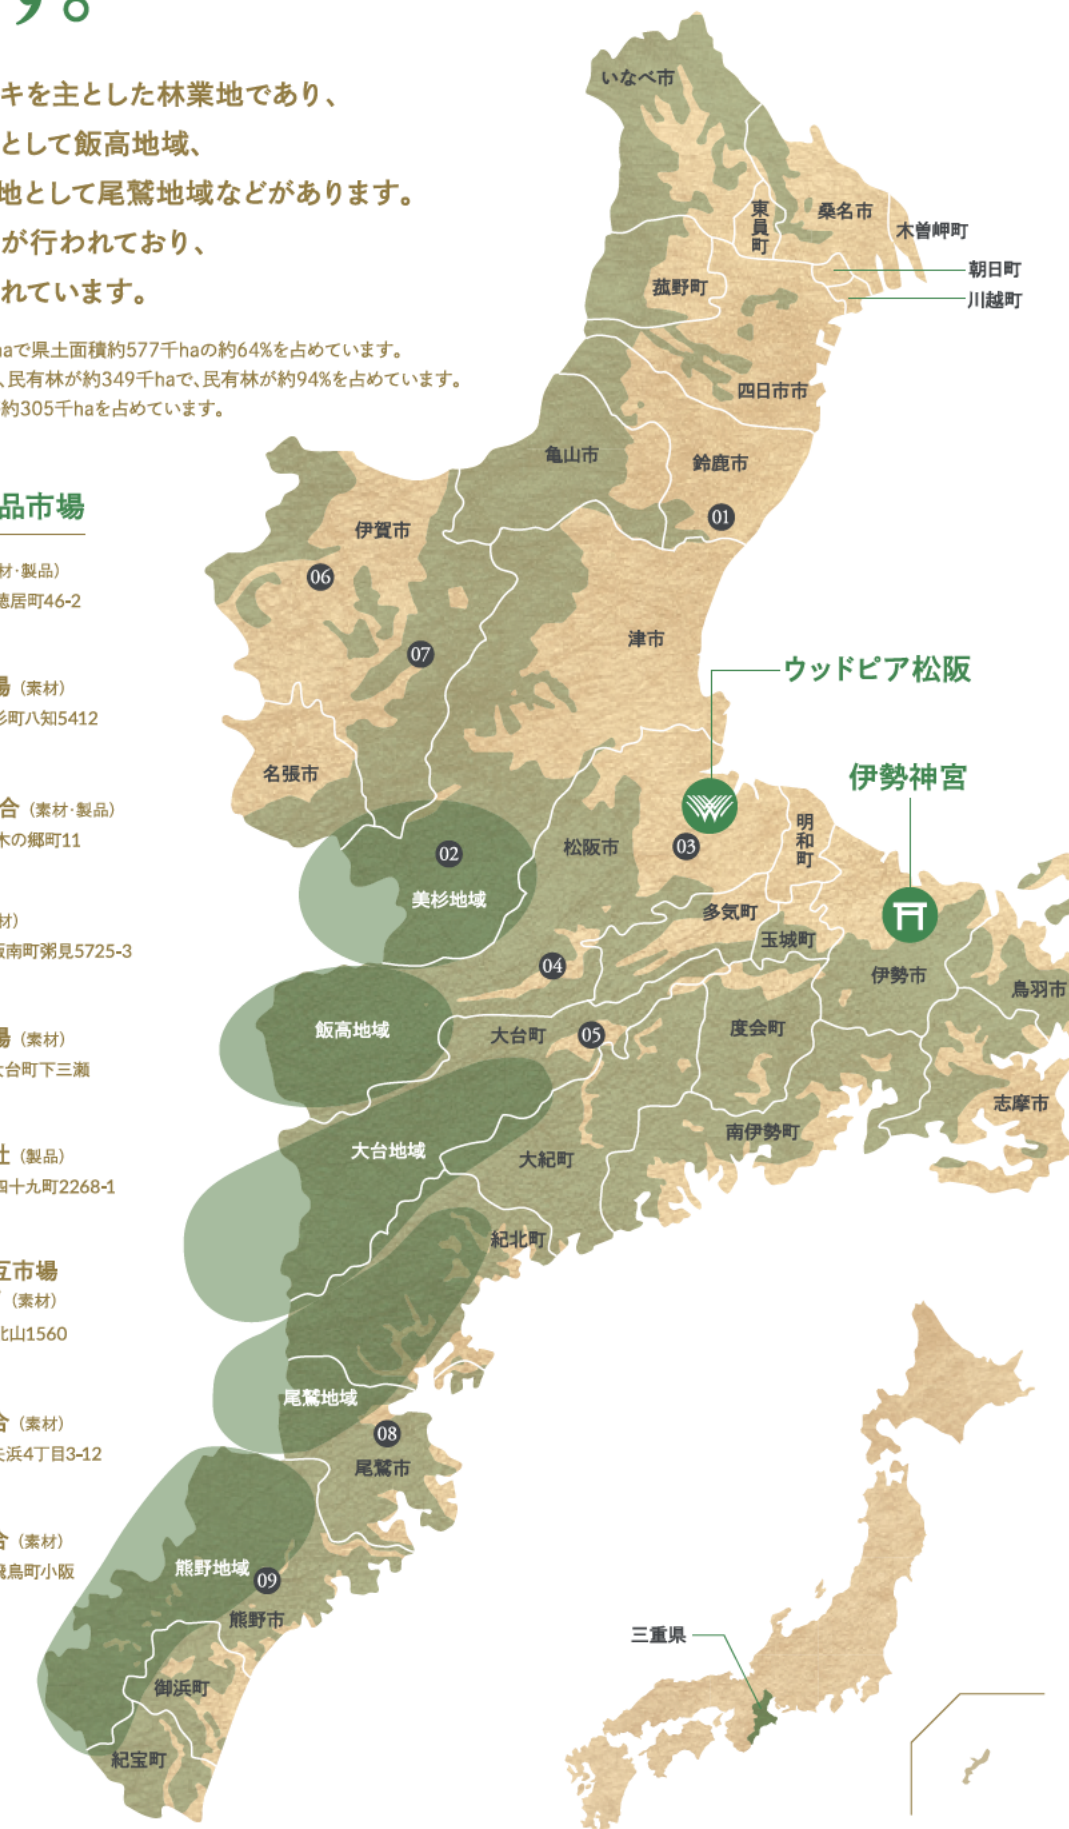 す。
キを主とした林業地であり、
として飯高地域、
地として尾鷲地域などがあります。
が行われており、
れています。
haで県土面積約577千haの約64%を占めています。
、民有林が約349千haで、民有林が約94%を占めています。
約305千haを占めています。
品市場
材・製品）
徳居町46-2
場（素材）
杉町八知5412
合（素材・製品）
木の郷町11
材）
飯南町粥見5725-3
場（素材）
大台町下三瀬
社（製品）
四十九町2268-1
互市場
（素材）
北山1560
合（素材）
矢浜4丁目3-12
合（素材）
飛鳥町小阪
いなべ市
東員町
桑名市
木曽岬町
朝日町
川越町
菰野町
四日市市
亀山市
鈴鹿市
01
伊賀市
06
07
津市
ウッドピア松阪
名張市
伊勢神宮
02
美杉地域
松阪市
03
明和町
多気町
玉城町
伊勢市
鳥羽市
04
飯高地域
大台町
05
度会町
志摩市
大台地域
大紀町
南伊勢町
紀北町
尾鷲地域
08
尾鷲市
熊野地域
09
熊野市
御浜町
紀宝町
三重県